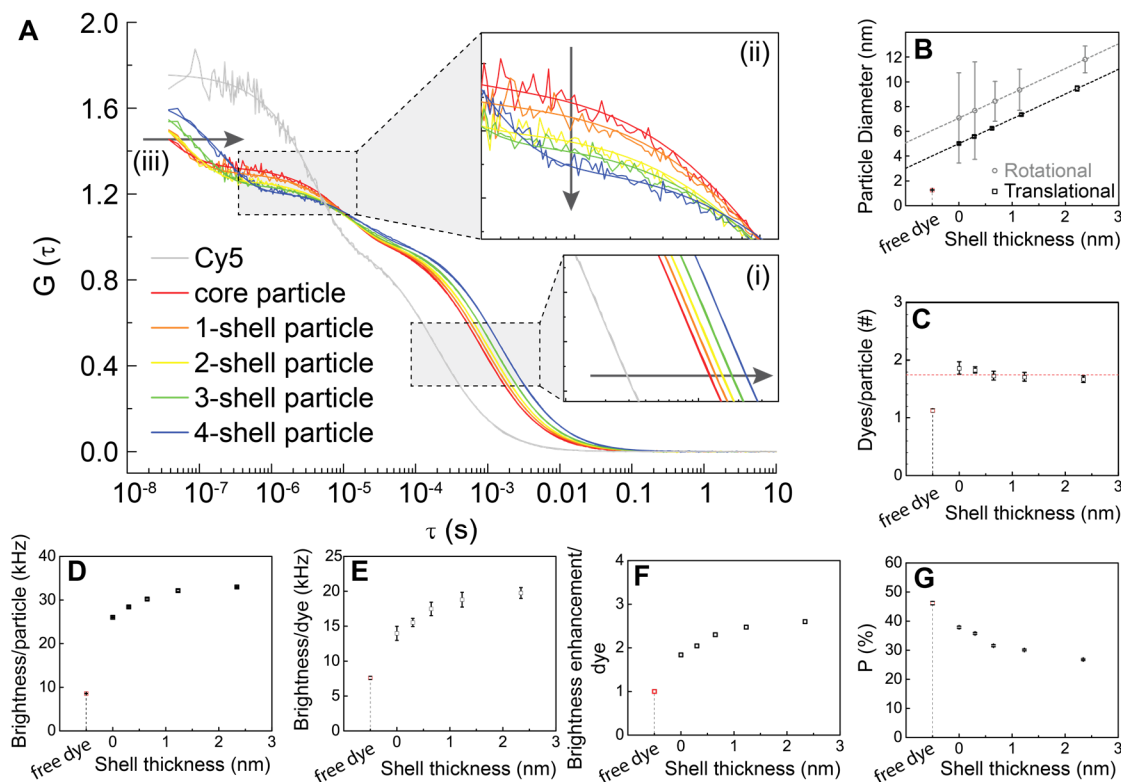 A
G (τ)
2.0
1.6
1.2
0.8
0.4
0.0
(iii)
(ii)
(i)
Cy5
core particle
1-shell particle
2-shell particle
3-shell particle
4-shell particle
10-8 10-7 10-6 10-5 10-4 10-3 0.01 0.1 1 10
τ (s)
B
Particle Diameter (nm)
14
12
10
8
6
4
2
0
Rotational
Translational
free dye
0 1 2 3
Shell thickness (nm)
C
Dyes/particle (#)
3
2
1
0
free dye
0 1 2 3
Shell thickness (nm)
D
Brightness/particle (kHz)
40
30
20
10
0
free dye
0 1 2 3
Shell thickness (nm)
E
Brightness/dye (kHz)
25
20
15
10
5
0
free dye
0 1 2 3
Shell thickness (nm)
F
Brightness enhancement/
dye
4
3
2
1
0
free dye
0 1 2 3
Shell thickness (nm)
G
P (%)
60
50
40
30
20
10
0
free dye
0 1 2 3
Shell thickness (nm)